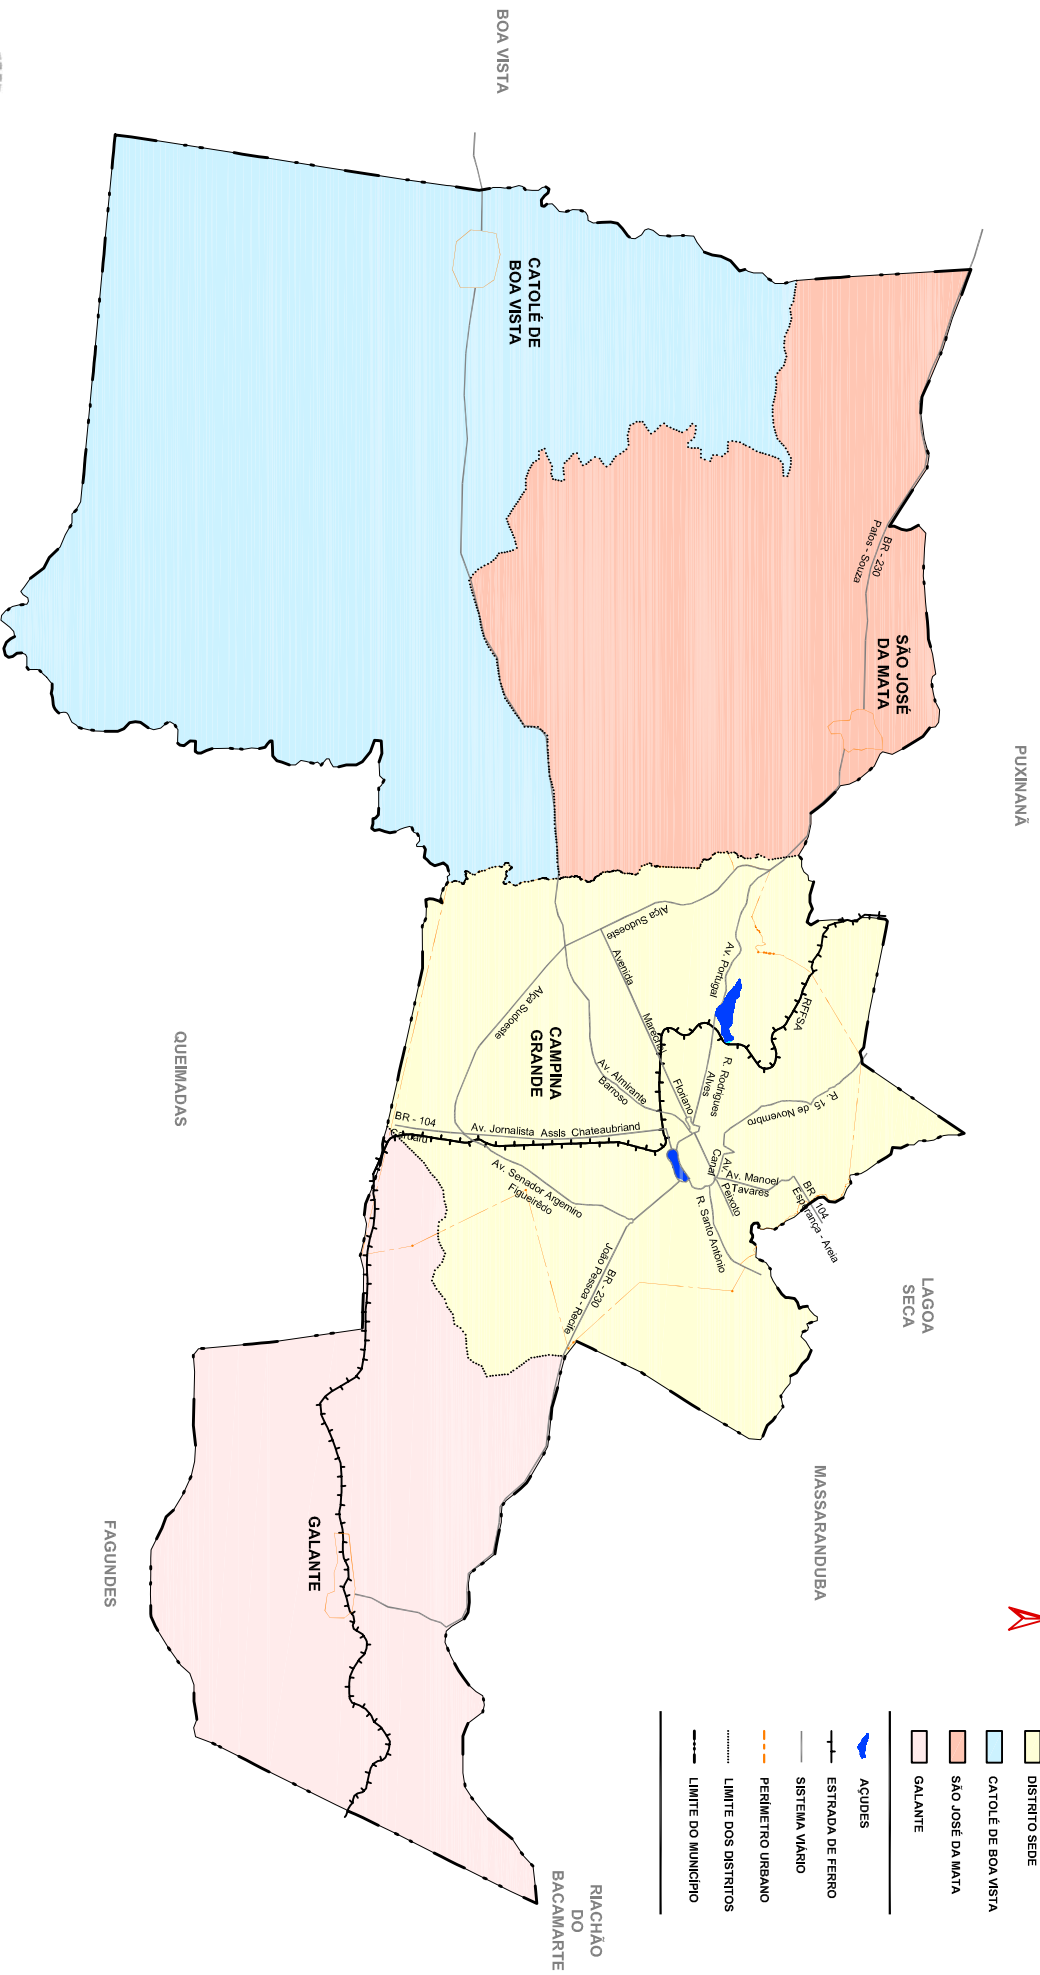 BOA VISTA
CATOLÉ DE
BOA VISTA
BR - 230
Patos - Souza
SÃO JOSÉ
DA MATA
PUXINANÃ
Alça Sudoeste
Avenida
Marechal
Floriano
Peixoto
Av. Portugal
RFFSA
Alça Sudoeste
CAMPINA
GRANDE
Av. Almirante
Barroso
R. Rodrigues
Alves
R. 15 de Novembro
QUEIMADAS
BR - 104
Caruaru
Av. Jornalista Assis Chateaubriand
Av. Senador Argemiro
Figueirêdo
Av.
Canal
Av. Manoel
Tavares
BR - 104
Esperança - Areia
R. Santo Antônio
BR - 230
João Pessoa - Recife
LAGOA
SECA
MASSARANDUBA
GALANTE
FAGUNDES
RIACHÃO
DO
BACAMARTE
DISTRITO SEDE
CATOLÉ DE BOA VISTA
SÃO JOSÉ DA MATA
GALANTE
AÇUDES
ESTRADA DE FERRO
SISTEMA VIÁRIO
PERÍMETRO URBANO
LIMITE DOS DISTRITOS
LIMITE DO MUNICÍPIO